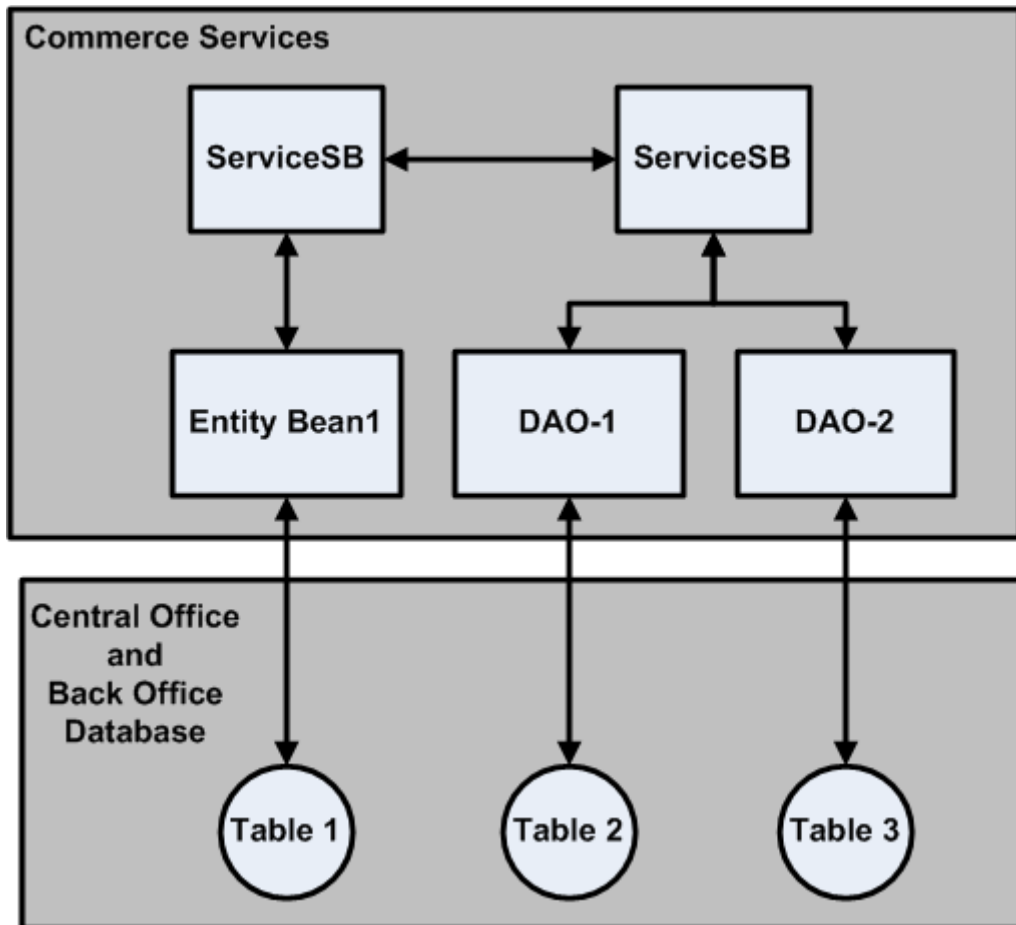 Commerce Services
ServiceSB
ServiceSB
Entity Bean1
DAO-1
DAO-2
Central Office
and
Back Office
Database
Table 1
Table 2
Table 3